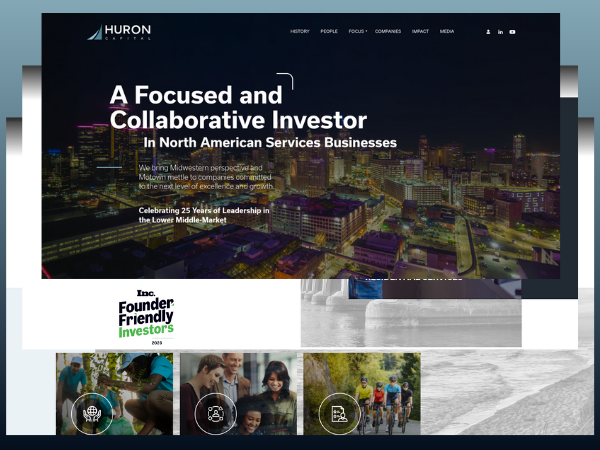 HURON
CAPITAL
HISTORY PEOPLE FOCUS COMPANIES IMPACT MEDIA
A Focused and
Collaborative Investor
In North American Services Businesses
We bring Midwestern perspective and
Motown mettle to companies committed
to the next level of excellence and growth.
Celebrating 25 Years of Leadership in
the Lower Middle-Market
RESIDENTIAL SERVICES
Inc.
Founder
Friendly
Investors